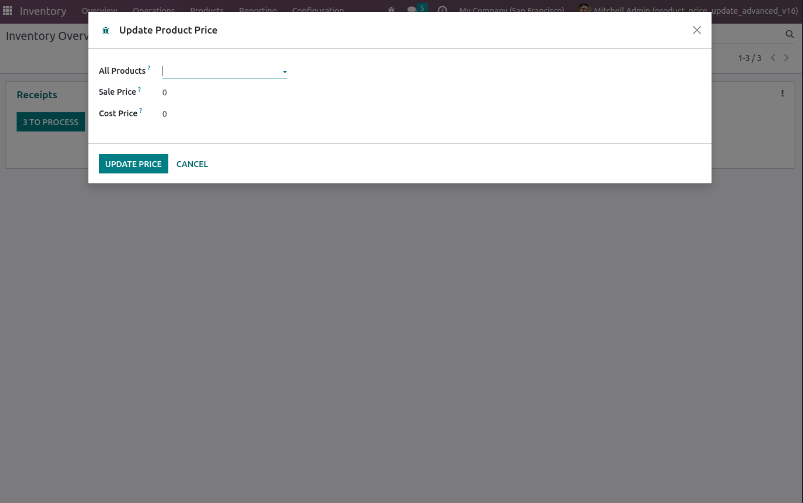 Inventory Overview Operations Products Reporting Configuration 5 My Company (San Francisco) Mitchell Admin (product_price_update_advanced_v16)
Update Product Price
Inventory Overv
1-3 / 3
All Products ?
Sale Price ? 0
Cost Price ? 0
Receipts
3 TO PROCESS
UPDATE PRICE CANCEL